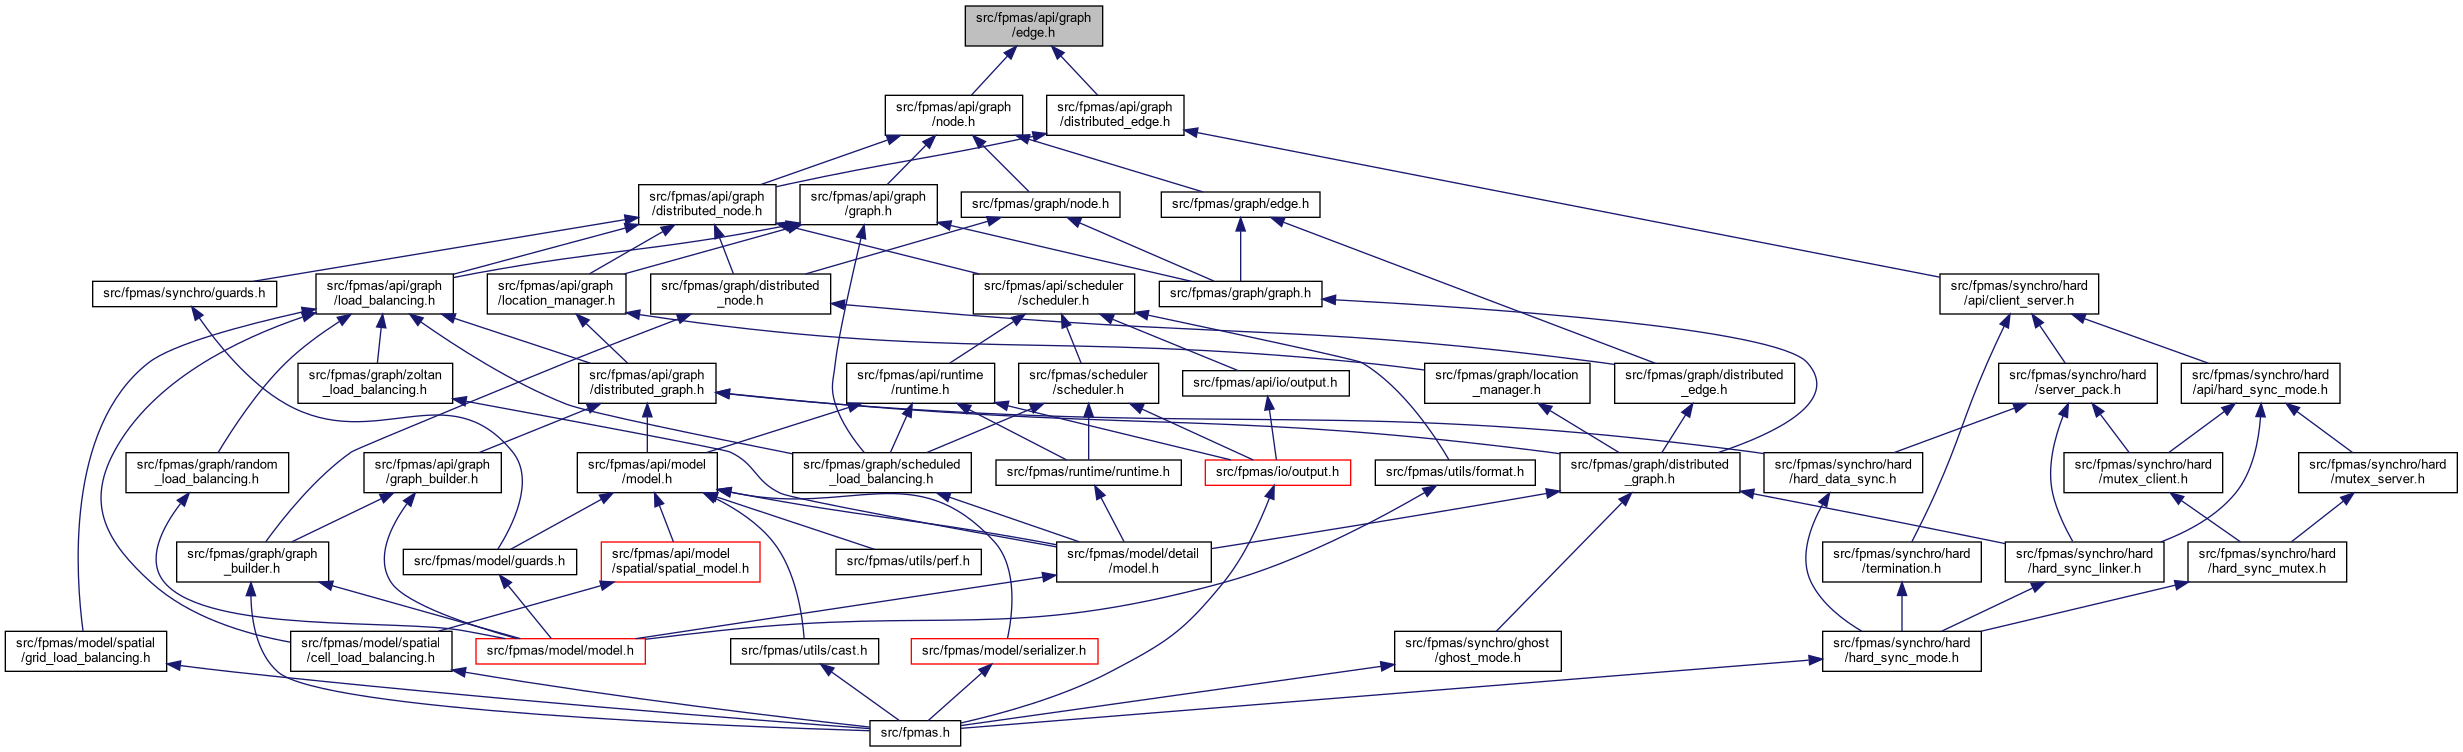 src/fpmas/api/graph
/edge.h
src/fpmas/api/graph
/node.h
src/fpmas/api/graph
/distributed_edge.h
src/fpmas/api/graph
/distributed_node.h
src/fpmas/api/graph
/graph.h
src/fpmas/graph/node.h
src/fpmas/graph/edge.h
src/fpmas/synchro/guards.h
src/fpmas/api/graph
/load_balancing.h
src/fpmas/api/graph
/location_manager.h
src/fpmas/graph/distributed
_node.h
src/fpmas/api/scheduler
/scheduler.h
src/fpmas/graph/graph.h
src/fpmas/synchro/hard
/api/client_server.h
src/fpmas/graph/zoltan
_load_balancing.h
src/fpmas/api/graph
/distributed_graph.h
src/fpmas/api/runtime
/runtime.h
src/fpmas/scheduler
/scheduler.h
src/fpmas/api/io/output.h
src/fpmas/graph/location
_manager.h
src/fpmas/graph/distributed
_edge.h
src/fpmas/synchro/hard
/server_pack.h
src/fpmas/synchro/hard
/api/hard_sync_mode.h
src/fpmas/graph/random
_load_balancing.h
src/fpmas/api/graph
/graph_builder.h
src/fpmas/api/model
/model.h
src/fpmas/graph/scheduled
_load_balancing.h
src/fpmas/runtime/runtime.h
src/fpmas/io/output.h
src/fpmas/utils/format.h
src/fpmas/graph/distributed
_graph.h
src/fpmas/synchro/hard
/hard_data_sync.h
src/fpmas/synchro/hard
/mutex_client.h
src/fpmas/synchro/hard
/mutex_server.h
src/fpmas/graph/graph
_builder.h
src/fpmas/model/guards.h
src/fpmas/api/model
/spatial/spatial_model.h
src/fpmas/utils/perf.h
src/fpmas/model/detail
/model.h
src/fpmas/synchro/hard
/termination.h
src/fpmas/synchro/hard
/hard_sync_linker.h
src/fpmas/synchro/hard
/hard_sync_mutex.h
src/fpmas/model/spatial
/grid_load_balancing.h
src/fpmas/model/spatial
/cell_load_balancing.h
src/fpmas/model/model.h
src/fpmas/utils/cast.h
src/fpmas/model/serializer.h
src/fpmas/synchro/ghost
/ghost_mode.h
src/fpmas/synchro/hard
/hard_sync_mode.h
src/fpmas.h